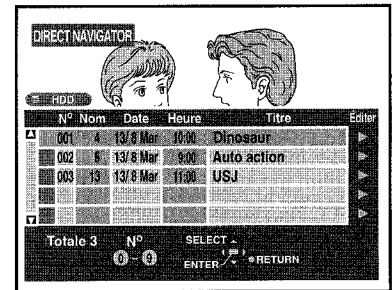 DIRECT NAVIGATOR
HDD
N° Nom Date Heure Titre Editer
001 4 13/ 8 Mar 10:00 Dinosaur
002 6 13/ 8 Mar 9:00 Auto action
003 13 13/ 8 Mar 11:00 USJ
Totale 3 N° SELECT
0 - 9
ENTER RETURN